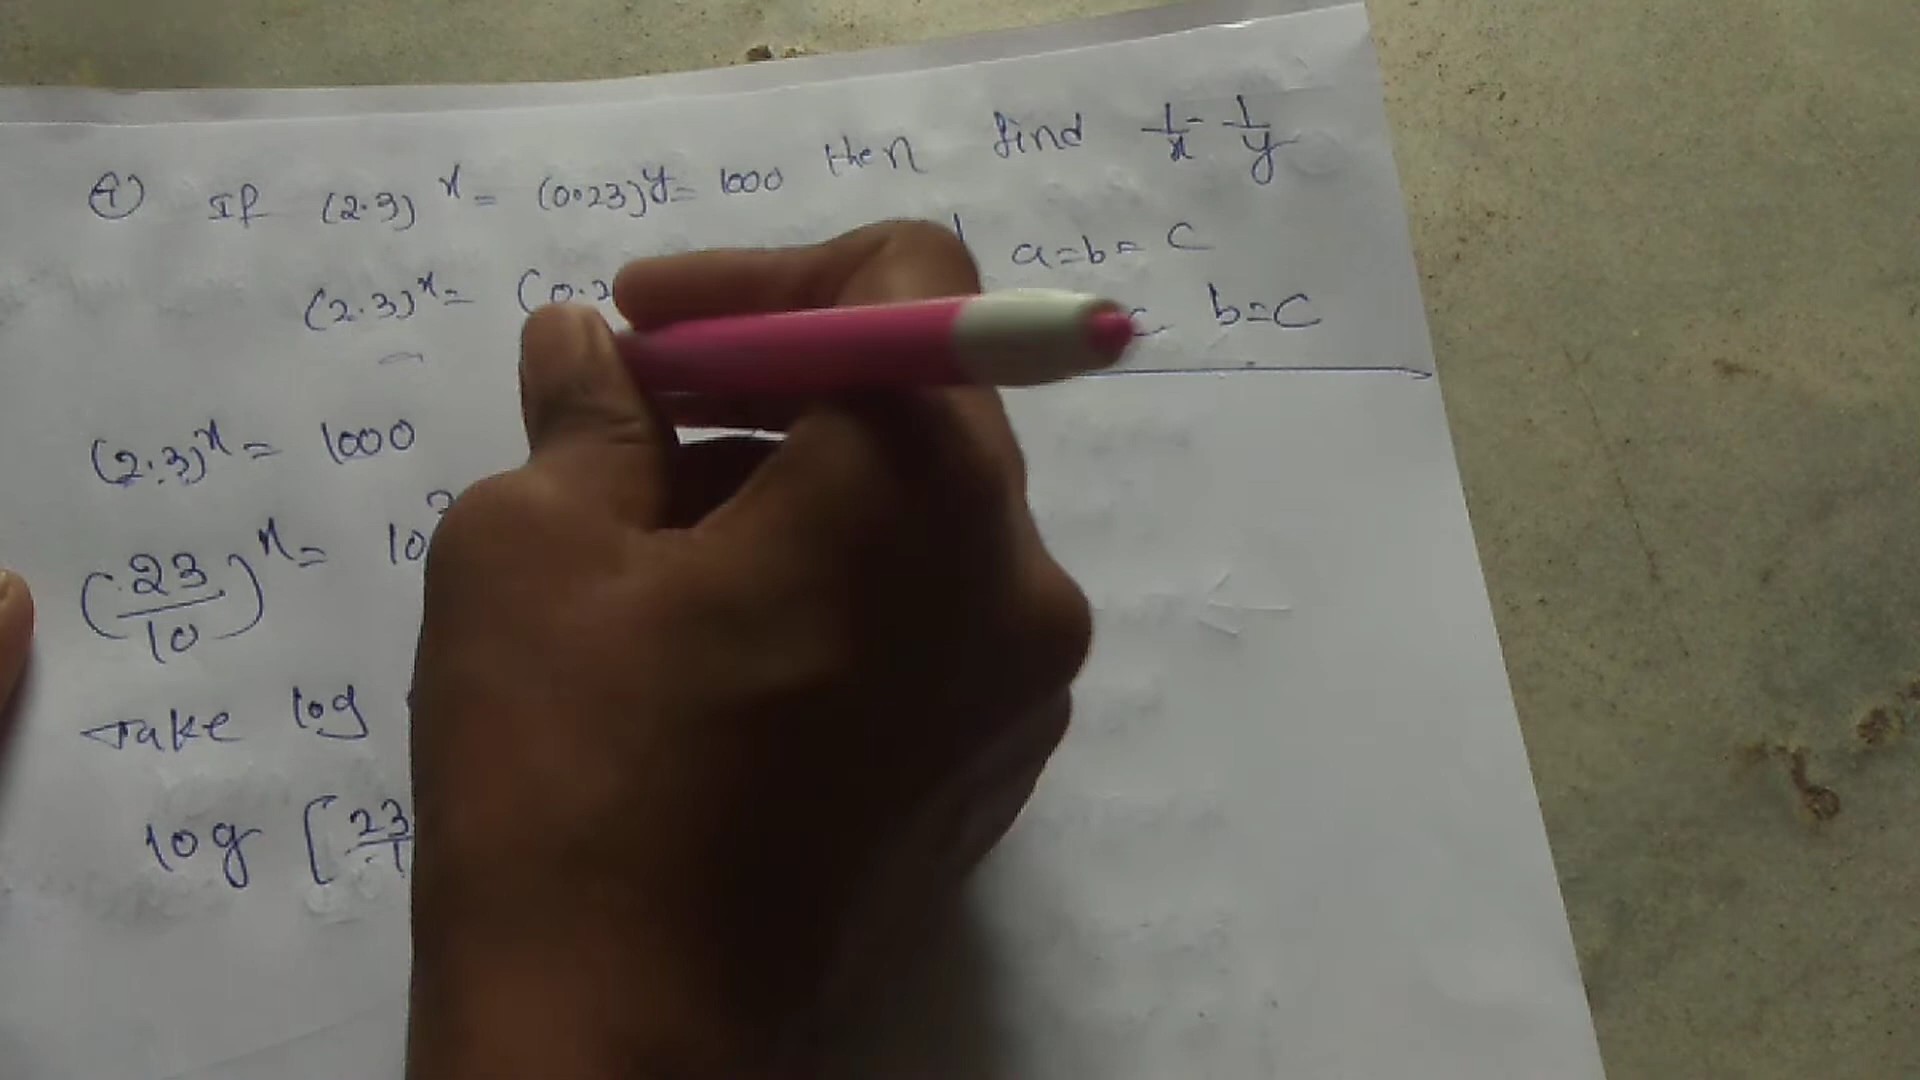 If (2.3)^x = (0.23)^y = 1000 then find 1/x - 1/y
(2.3)^x = (0.2
a=b= C
C b=C
(2.3)^x = 1000
(23/10)^x = 10
Take log
log [23